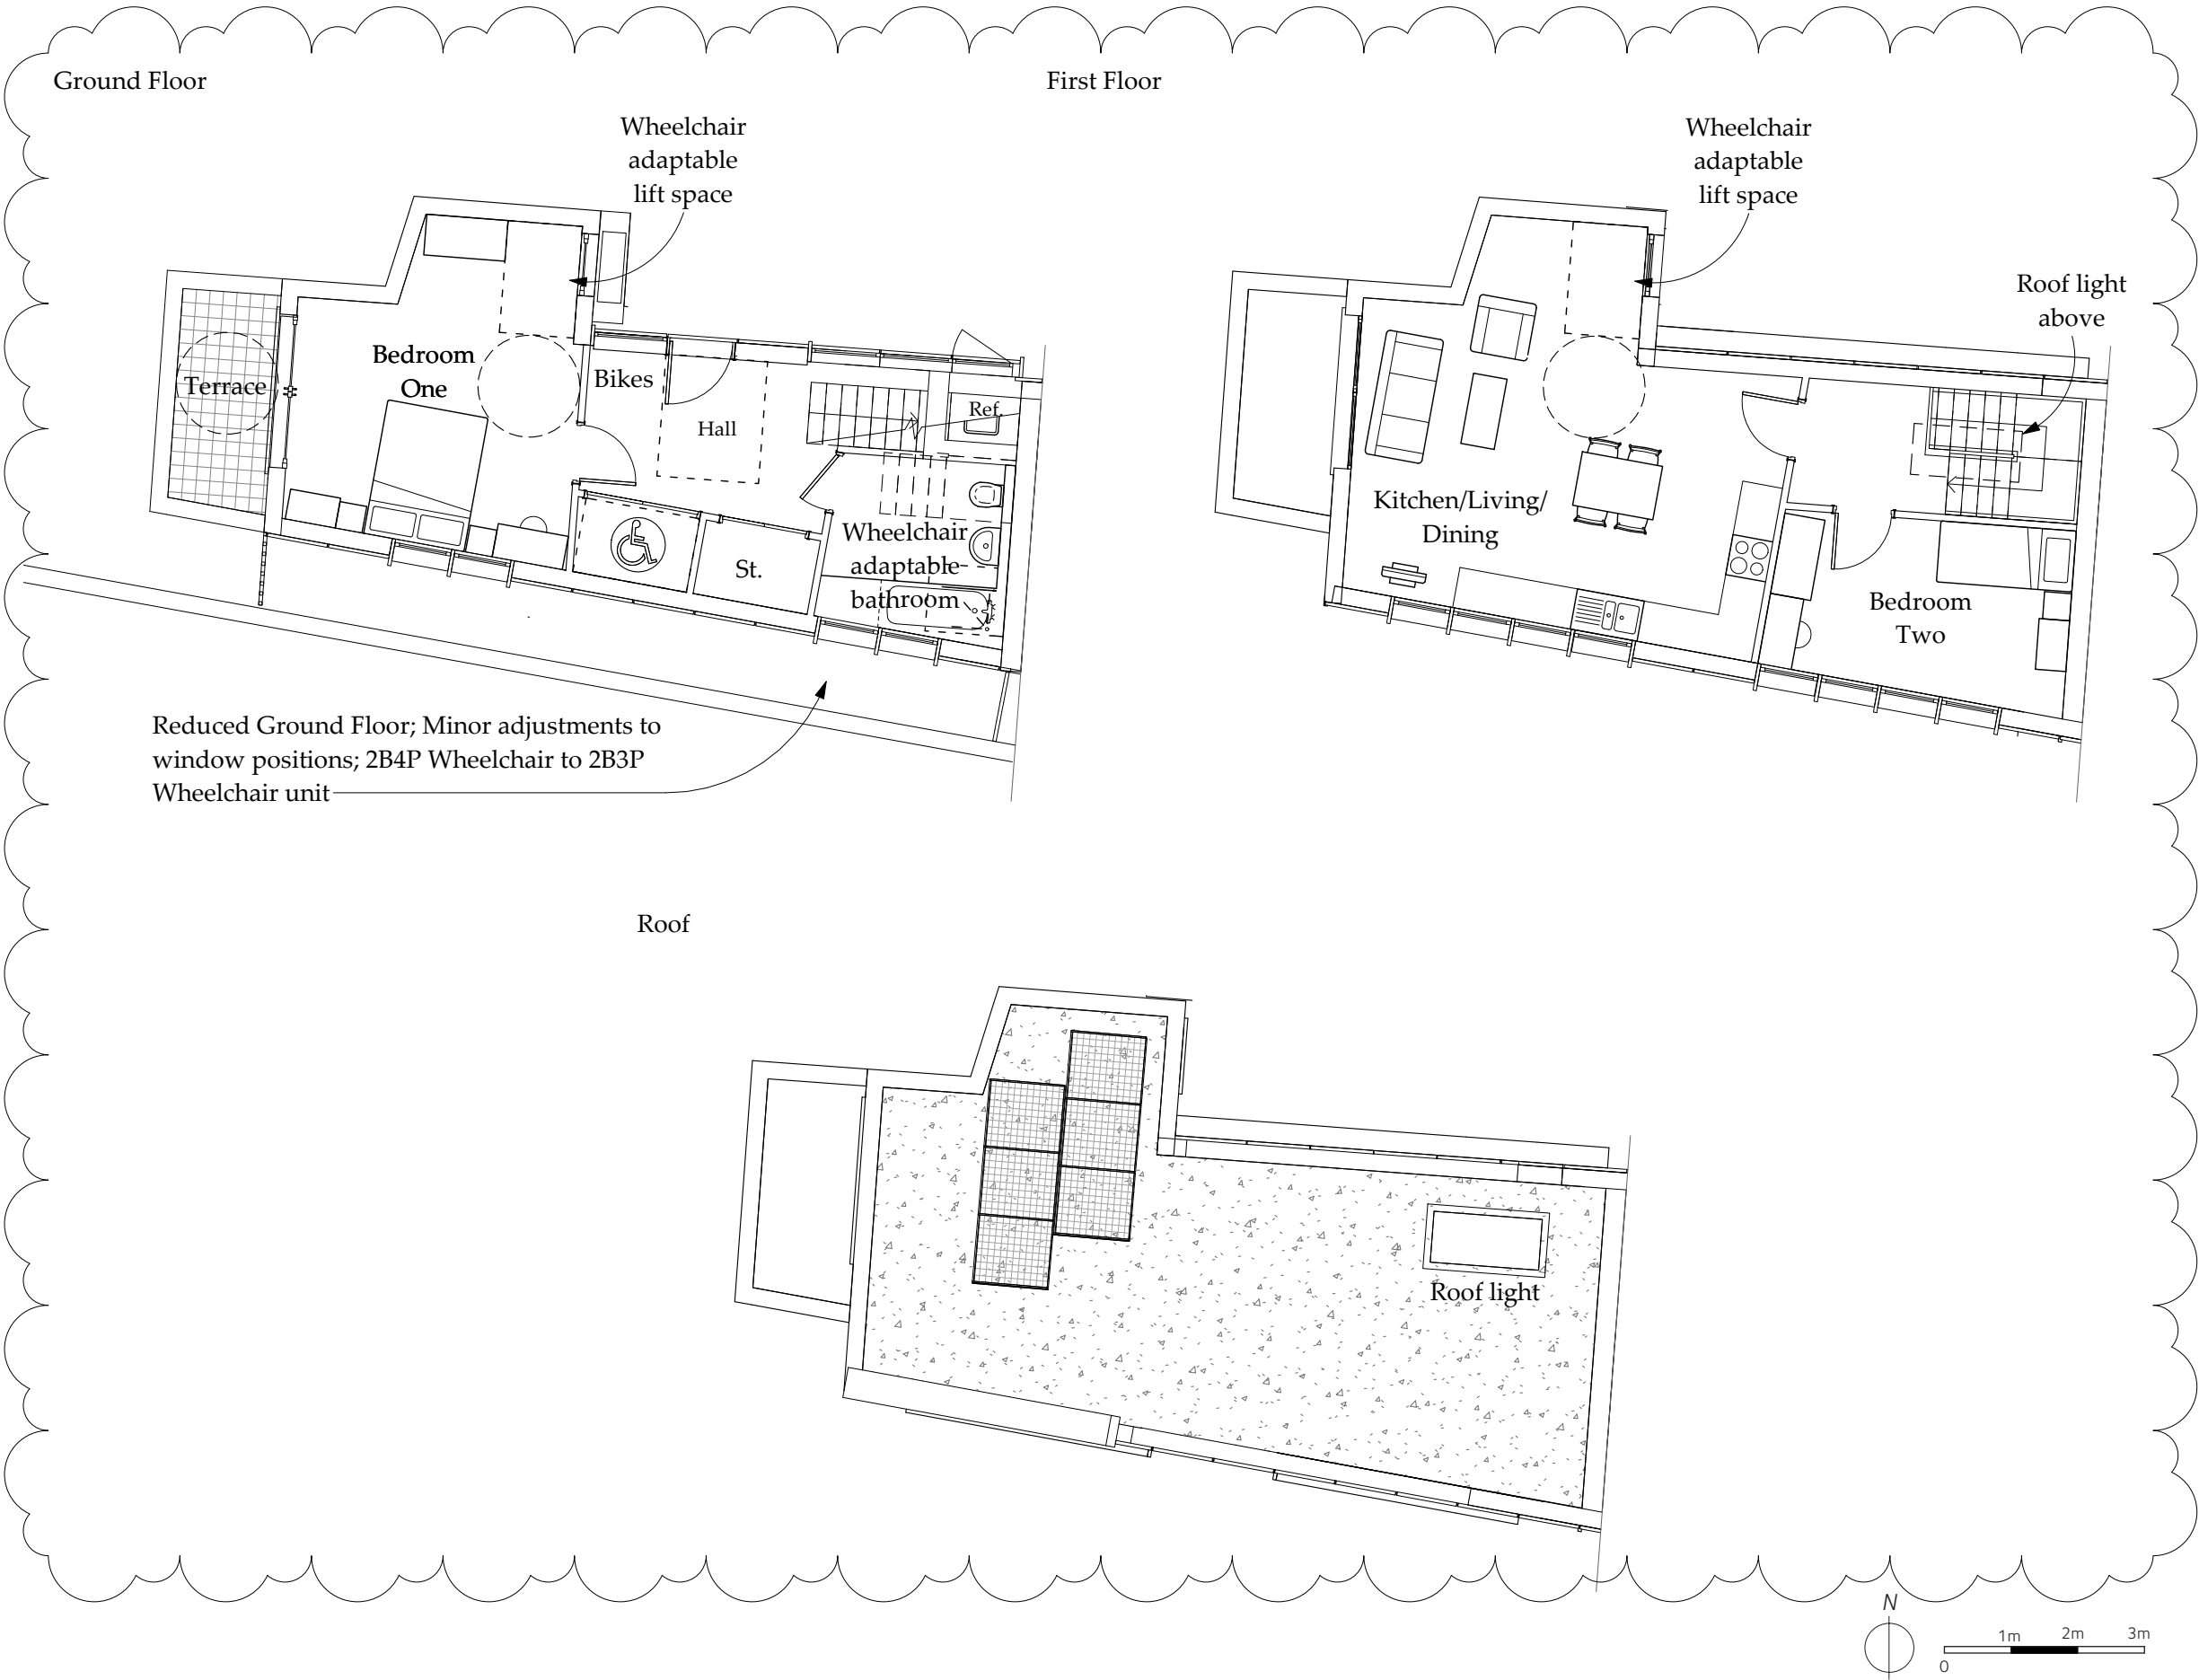 Ground Floor
First Floor
Wheelchair
adaptable
lift space
Wheelchair
adaptable
lift space
Roof light
above
Bedroom
One
Terrace
Bikes
Hall
Ref.
St.
Wheelchair
adaptable
bathroom
Kitchen/Living/
Dining
Bedroom
Two
Reduced Ground Floor; Minor adjustments to
window positions; 2B4P Wheelchair to 2B3P
Wheelchair unit
Roof
Roof light
N
1m 2m 3m
0